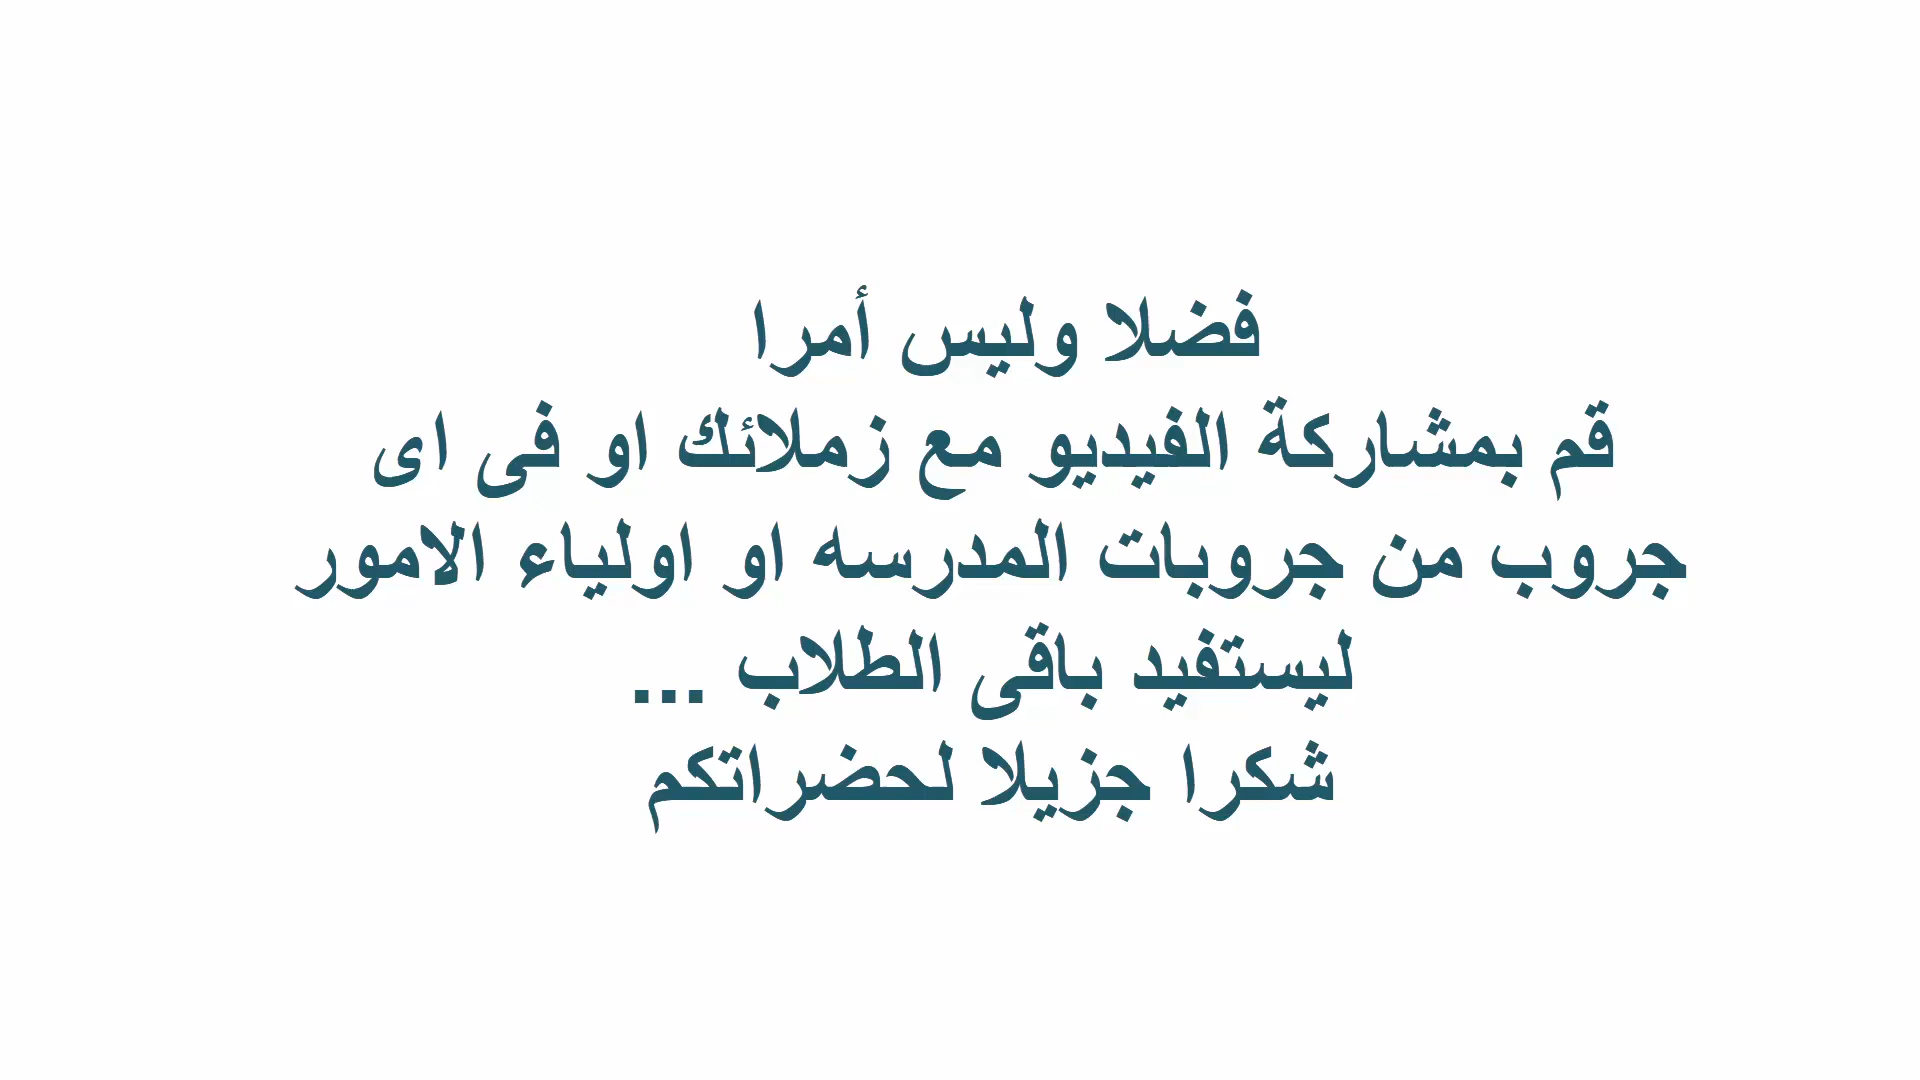 فضلا وليس أمرا
قم بمشاركة الفيديو مع زملائك او فى اى
جروب من جروبات المدرسه او اولياء الامور
ليستفيد باقى الطلاب ...
شكرا جزيلا لحضراتكم